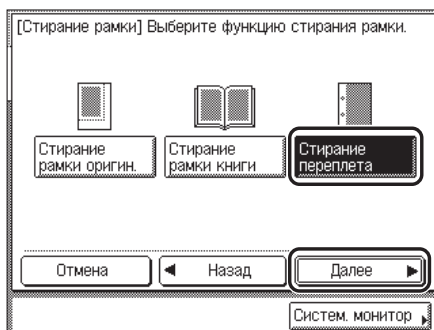 [Стирание рамки] Выберите функцию стирания рамки.
Стирание
рамки оригин.
Стирание
рамки книги
Стирание
переплета
Отмена
Назад
Далее
Систем. монитор